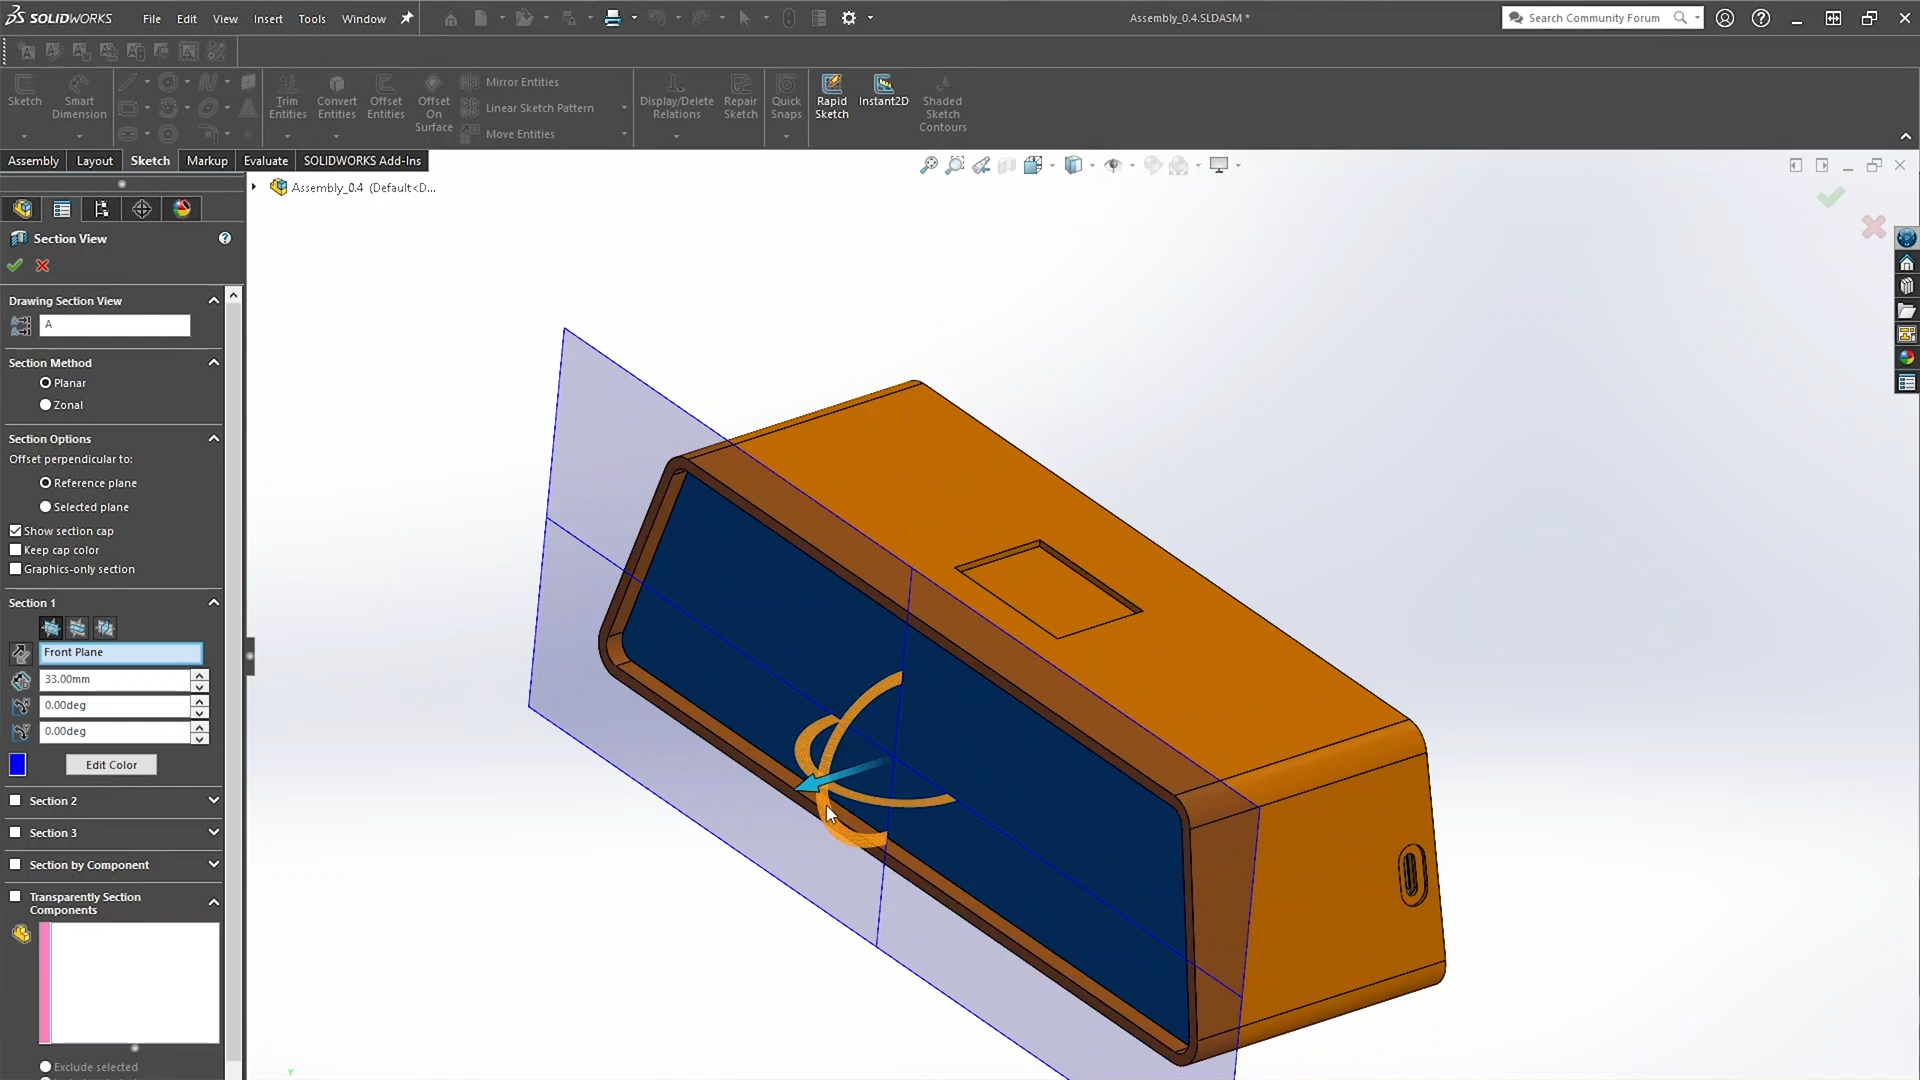 SOLIDWORKS File Edit View Insert Tools Window Assembly_0.4.SLDASM * Search Community Forum
Sketch Smart Dimension Trim Entities Convert Entities Offset Entities Offset On Surface Mirror Entities Linear Sketch Pattern Move Entities Display/Delete Relations Repair Sketch Quick Snaps Rapid Sketch Instant2D Shaded Sketch Contours
Assembly Layout Sketch Markup Evaluate SOLIDWORKS Add-Ins
Assembly_0.4 (Default<D...
Section View
Drawing Section View
A
Section Method
Planar
Zonal
Section Options
Offset perpendicular to:
Reference plane
Selected plane
Show section cap
Keep cap color
Graphics-only section
Section 1
Front Plane
33.00mm
0.00deg
0.00deg
Edit Color
Section 2
Section 3
Section by Component
Transparently Section
Components
Exclude selected
Y